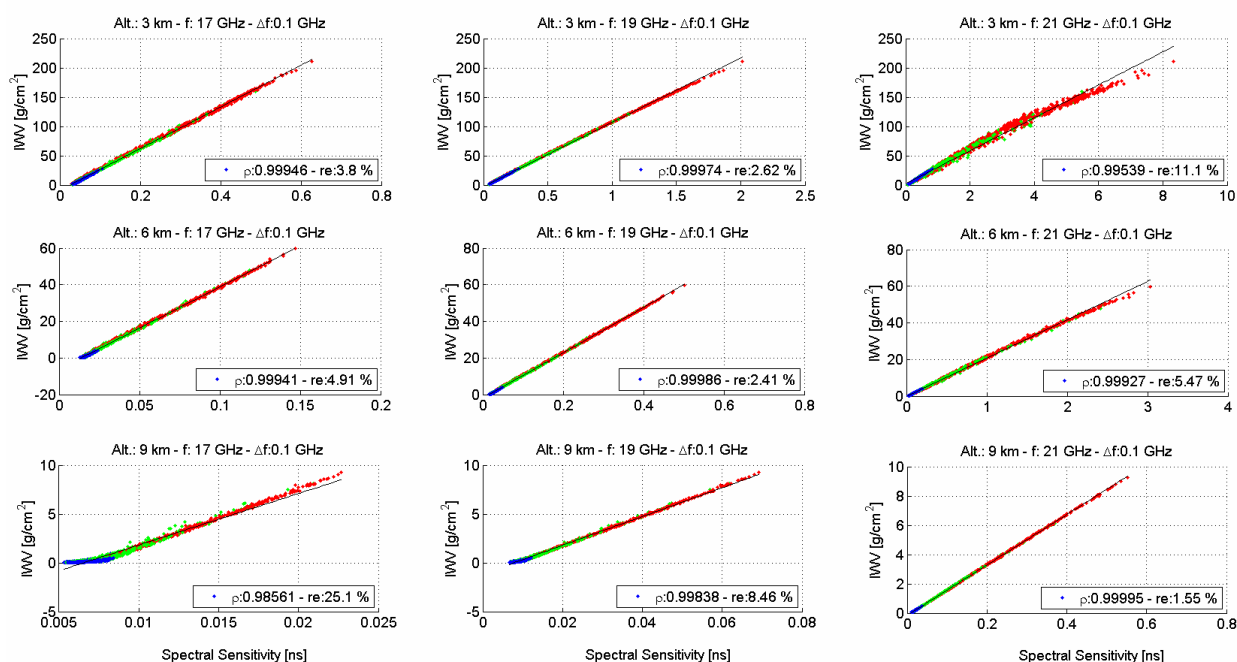 Alt.: 3 km - f: 17 GHz - Δf:0.1 GHz
Alt.: 3 km - f: 19 GHz - Δf:0.1 GHz
Alt.: 3 km - f: 21 GHz - Δf:0.1 GHz
250
200
150
100
50
0
IWV [g/cm²]
ρ:0.99946 - re:3.8 %
0 0.2 0.4 0.6 0.8
250
200
150
100
50
0
IWV [g/cm²]
ρ:0.99974 - re:2.62 %
0 0.5 1 1.5 2 2.5
250
200
150
100
50
0
IWV [g/cm²]
ρ:0.99539 - re:11.1 %
0 2 4 6 8 10
Alt.: 6 km - f: 17 GHz - Δf:0.1 GHz
Alt.: 6 km - f: 19 GHz - Δf:0.1 GHz
Alt.: 6 km - f: 21 GHz - Δf:0.1 GHz
60
40
20
0
-20
IWV [g/cm²]
ρ:0.99941 - re:4.91 %
0 0.05 0.1 0.15 0.2
80
60
40
20
0
IWV [g/cm²]
ρ:0.99986 - re:2.41 %
0 0.2 0.4 0.6 0.8
80
60
40
20
0
IWV [g/cm²]
ρ:0.99927 - re:5.47 %
0 1 2 3 4
Alt.: 9 km - f: 17 GHz - Δf:0.1 GHz
Alt.: 9 km - f: 19 GHz - Δf:0.1 GHz
Alt.: 9 km - f: 21 GHz - Δf:0.1 GHz
10
5
0
-5
IWV [g/cm²]
ρ:0.98561 - re:25.1 %
0.005 0.01 0.015 0.02 0.025
Spectral Sensitivity [ns]
10
5
0
-5
IWV [g/cm²]
ρ:0.99838 - re:8.46 %
0 0.02 0.04 0.06 0.08
Spectral Sensitivity [ns]
10
8
6
4
2
0
IWV [g/cm²]
ρ:0.99995 - re:1.55 %
0 0.2 0.4 0.6 0.8
Spectral Sensitivity [ns]